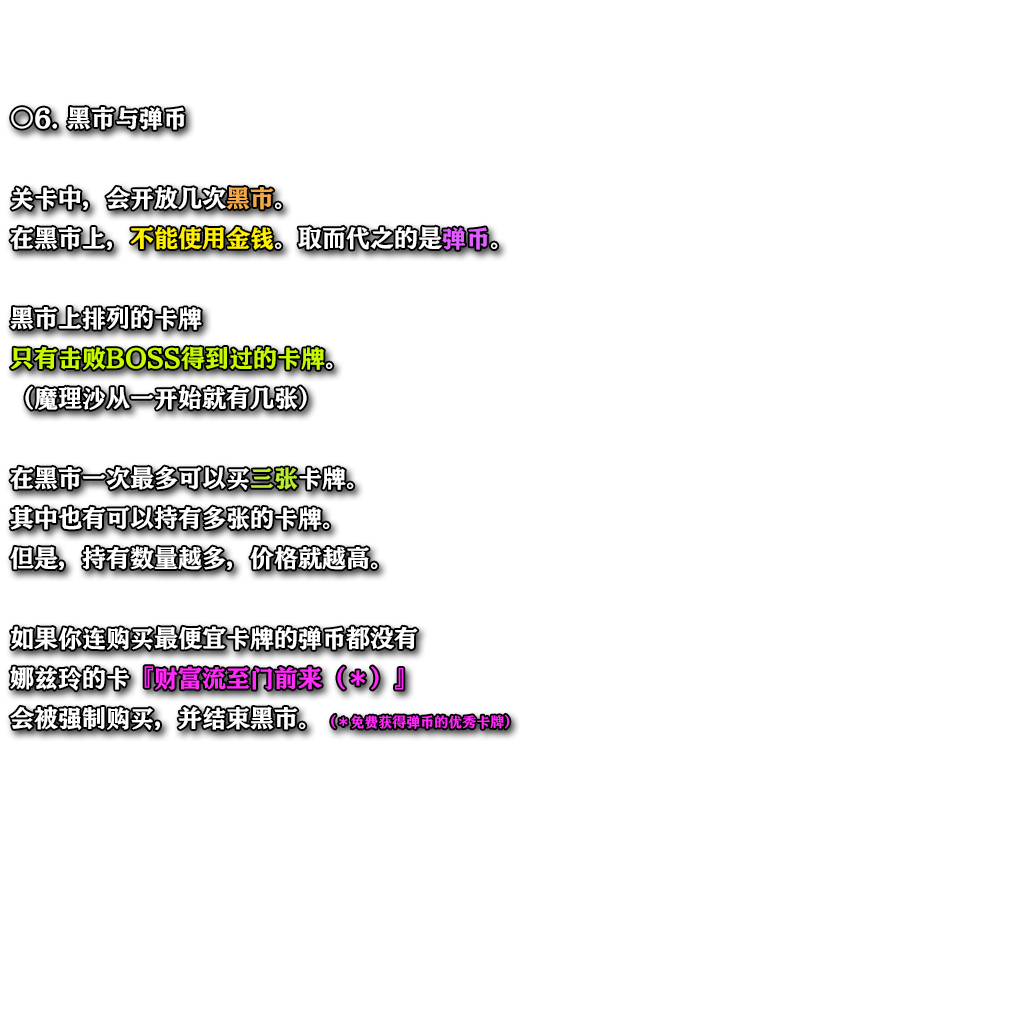 ◎6. 黑市与弹币
关卡中，会开放几次黑市。
在黑市上，不能使用金钱。取而代之的是弹币。
黑市上排列的卡牌
只有击败BOSS得到过的卡牌。
（魔理沙从一开始就有几张）
在黑市一次最多可以买三张卡牌。
其中也有可以持有多张的卡牌。
但是，持有数量越多，价格就越高。
如果你连购买最便宜卡牌的弹币都没有
娜兹玲的卡『财富流至门前来（＊）』
会被强制购买，并结束黑市。（＊免费获得弹币的优秀卡牌）